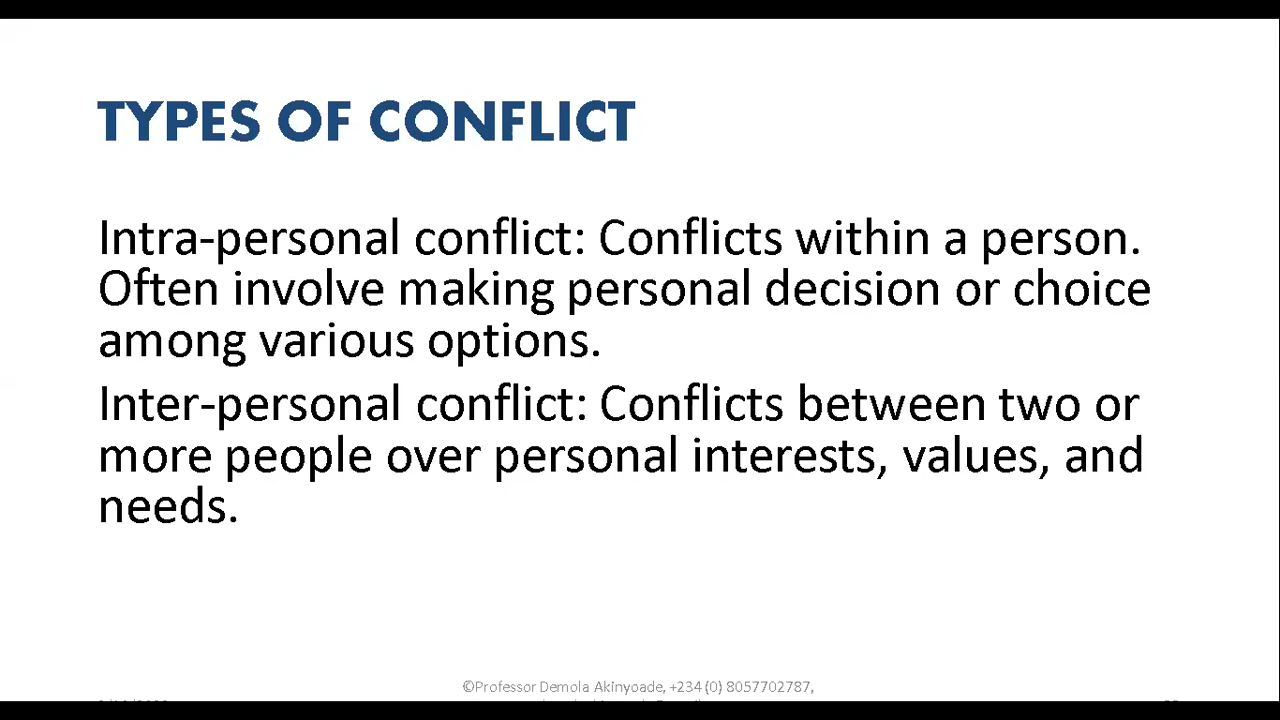 TYPES OF CONFLICT
Intra-personal conflict: Conflicts within a person.
Often involve making personal decision or choice
among various options.
Inter-personal conflict: Conflicts between two or
more people over personal interests, values, and
needs.
©Professor Demola Akinyoade, +234 (0) 8057702787,